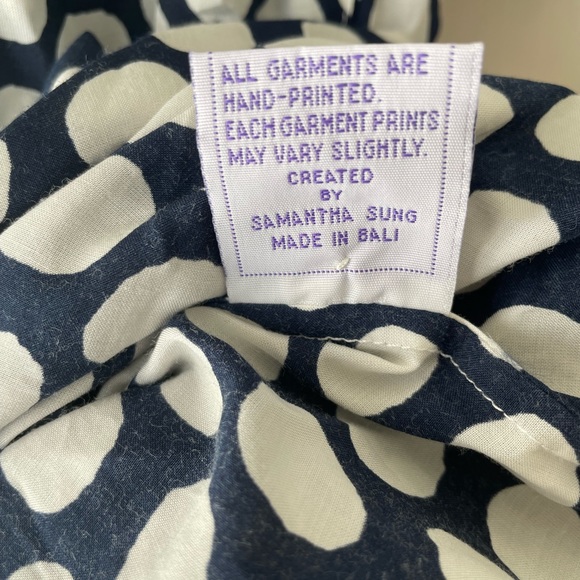 ALL GARMENTS ARE
HAND-PRINTED.
EACH GARMENT PRINTS
MAY VARY SLIGHTLY.
CREATED
BY
SAMANTHA SUNG
MADE IN BALI